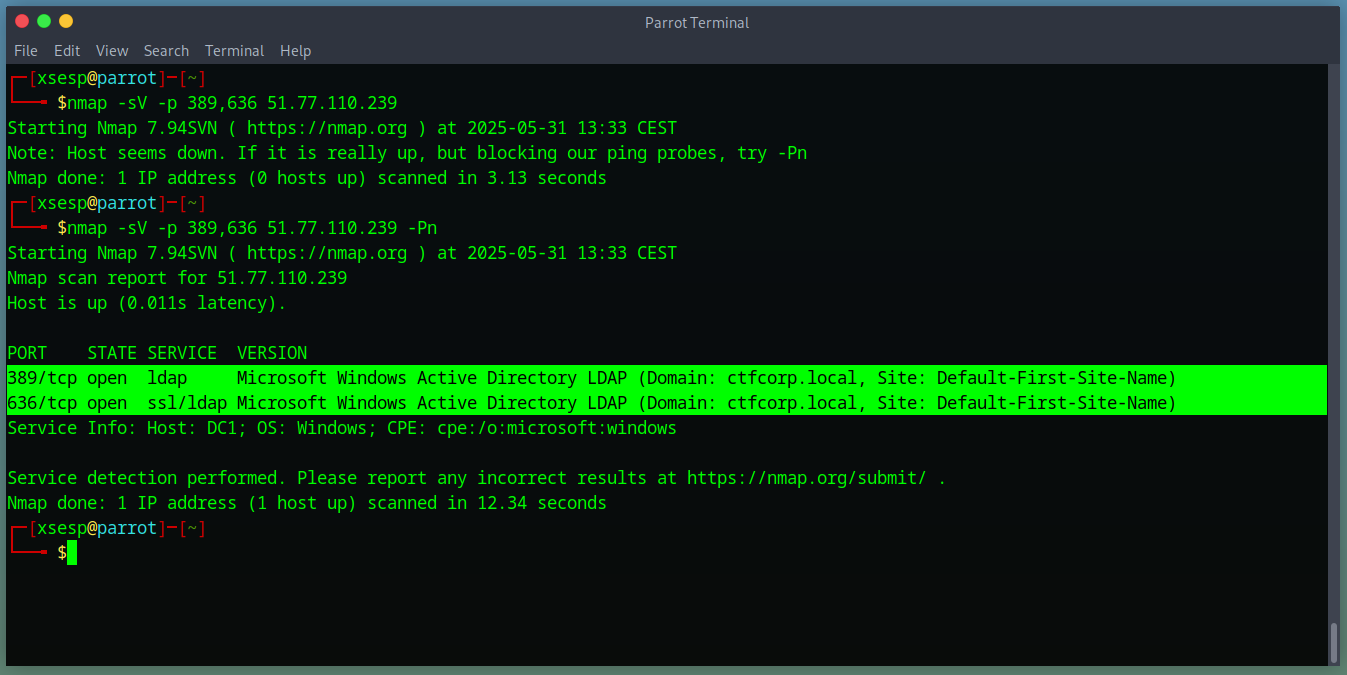 Parrot Terminal
File Edit View Search Terminal Help
┌─[xsesp@parrot]─[~]
└──╼ $nmap -sV -p 389,636 51.77.110.239
Starting Nmap 7.94SVN ( https://nmap.org ) at 2025-05-31 13:33 CEST
Note: Host seems down. If it is really up, but blocking our ping probes, try -Pn
Nmap done: 1 IP address (0 hosts up) scanned in 3.13 seconds
┌─[xsesp@parrot]─[~]
└──╼ $nmap -sV -p 389,636 51.77.110.239 -Pn
Starting Nmap 7.94SVN ( https://nmap.org ) at 2025-05-31 13:33 CEST
Nmap scan report for 51.77.110.239
Host is up (0.011s latency).
PORT    STATE SERVICE  VERSION
389/tcp open  ldap     Microsoft Windows Active Directory LDAP (Domain: ctfcorp.local, Site: Default-First-Site-Name)
636/tcp open  ssl/ldap Microsoft Windows Active Directory LDAP (Domain: ctfcorp.local, Site: Default-First-Site-Name)
Service Info: Host: DC1; OS: Windows; CPE: cpe:/o:microsoft:windows
Service detection performed. Please report any incorrect results at https://nmap.org/submit/ .
Nmap done: 1 IP address (1 host up) scanned in 12.34 seconds
┌─[xsesp@parrot]─[~]
└──╼ $